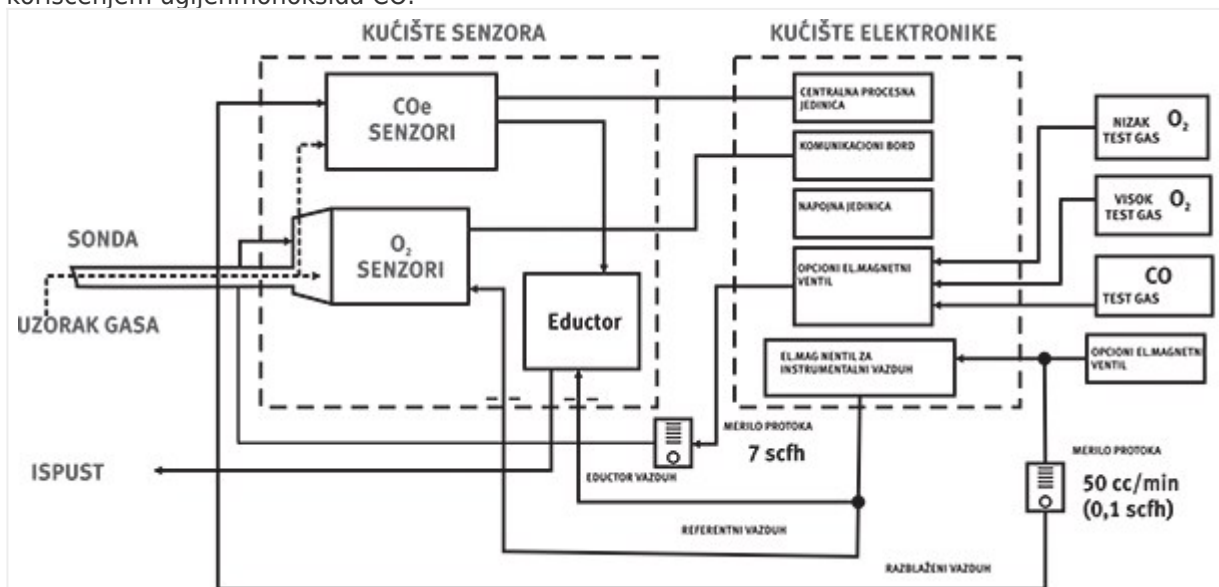 korišćenjem ugljenmonoksida CO.
KUĆIŠTE SENZORA
KUĆIŠTE ELEKTRONIKE
COe
SENZORI
CENTRALNA PROCESNA
JEDINICA
NIZAK O₂
TEST GAS
KOMUNIKACIONI BORD
VISOK O₂
TEST GAS
NAPOJNA JEDINICA
SONDA
O₂
SENZORI
OPCIONI EL.MAGNETNI
VENTIL
CO
TEST GAS
UZORAK GASA
Eductor
EL.MAG NENTIL ZA
INSTRUMENTALNI VAZDUH
OPCIONI EL.MAGNETNI
VENTIL
MERILO PROTOKA
7 scfh
MERILO PROTOKA
50 cc/min
(0,1 scfh)
ISPUST
EDUCTOR VAZDUH
REFERENTNI VAZDUH
RAZBLAŽENI VAZDUH